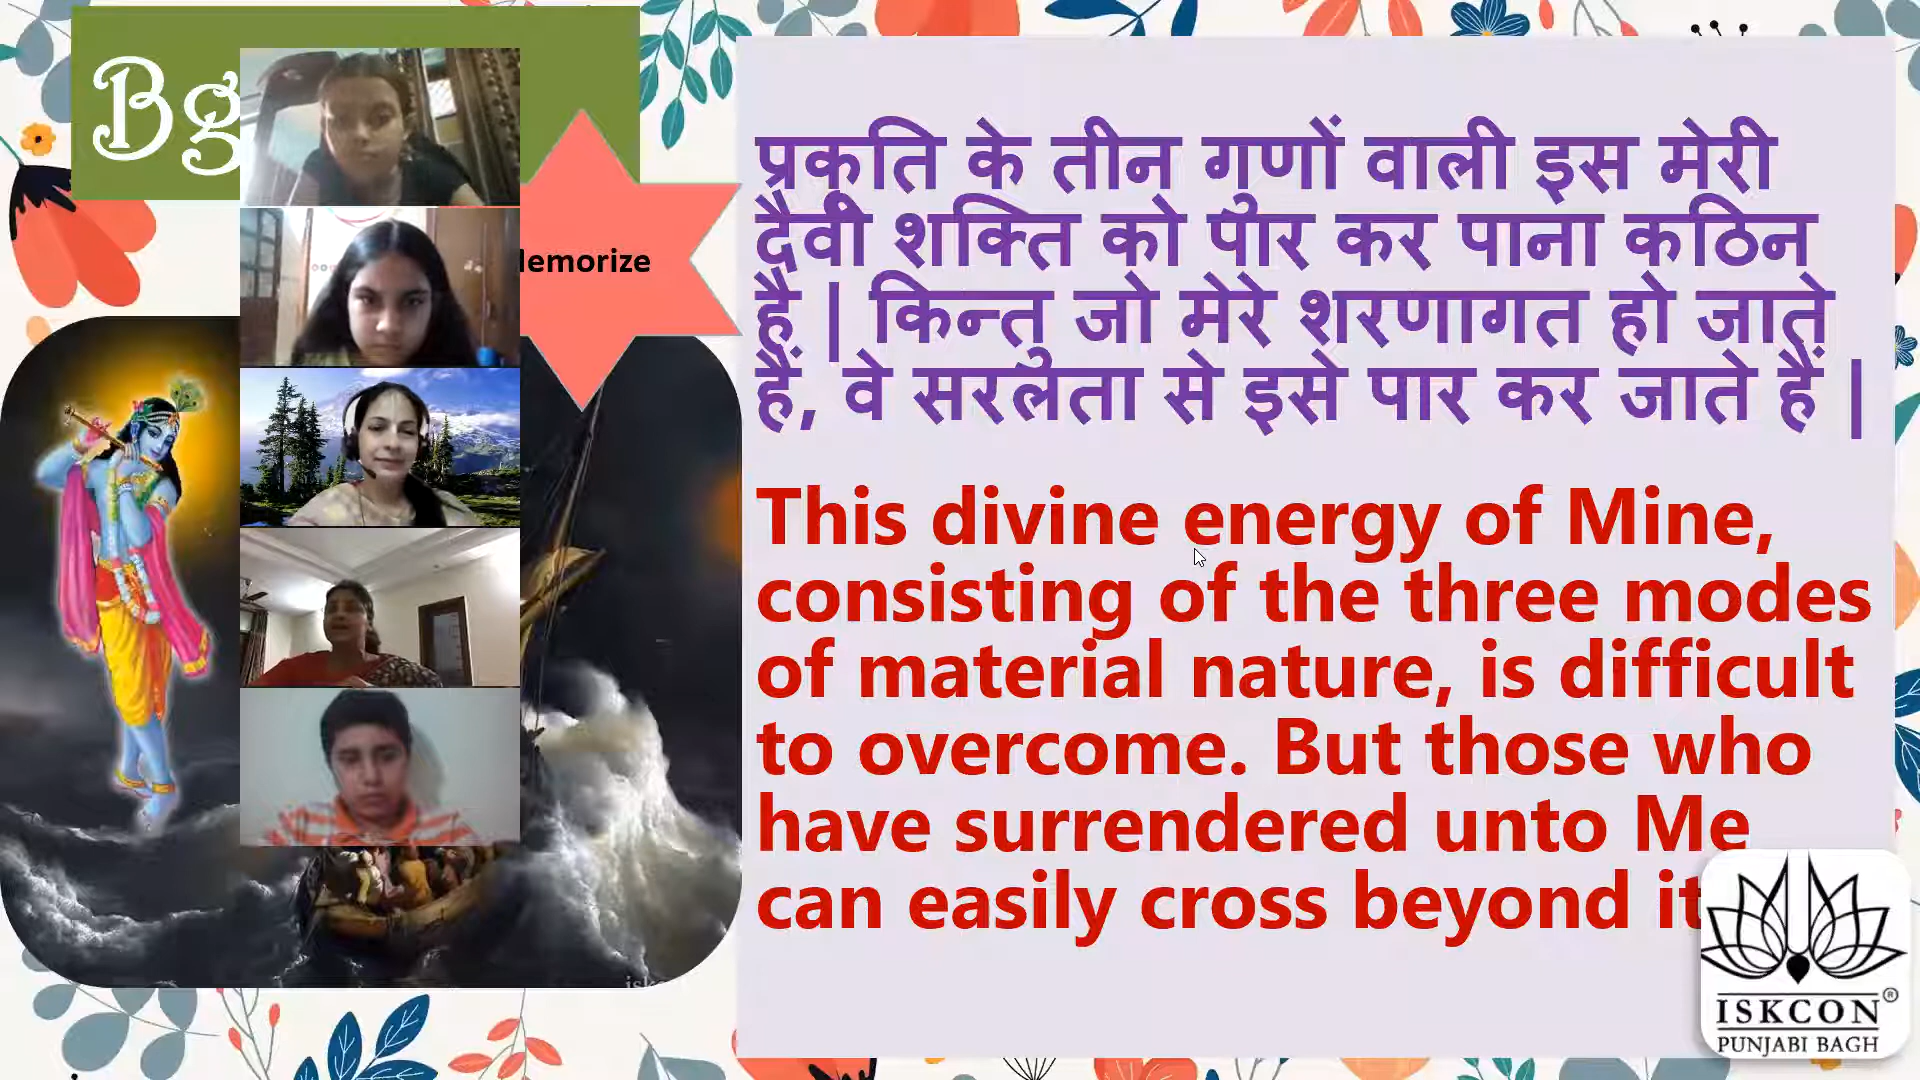 Bg
Memorize
प्रकृति के तीन गुणों वाली इस मेरी
दैवी शक्ति को पार कर पाना कठिन
है | किन्तु जो मेरे शरणागत हो जाते
हैं, वे सरलता से इसे पार कर जाते हैं |
This divine energy of Mine,
consisting of the three modes
of material nature, is difficult
to overcome. But those who
have surrendered unto Me
can easily cross beyond it
ISKCON®
PUNJABI BAGH